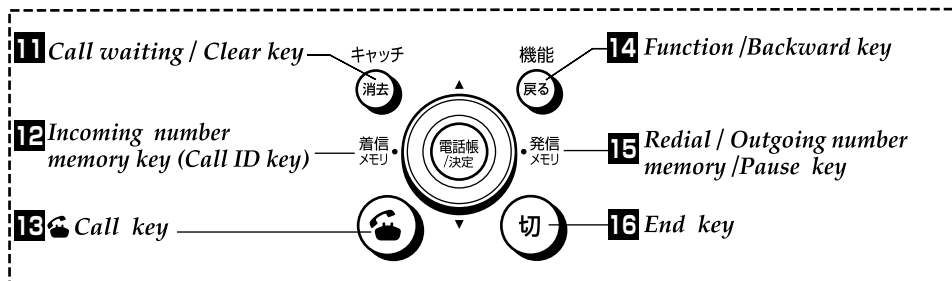 11 Call waiting / Clear key
キャッチ
消去
12 Incoming number
memory key (Call ID key)
着信
メモリ
13 Call key
電話帳
/決定
機能
戻る
14 Function /Backward key
発信
メモリ
15 Redial / Outgoing number
memory /Pause key
切
16 End key